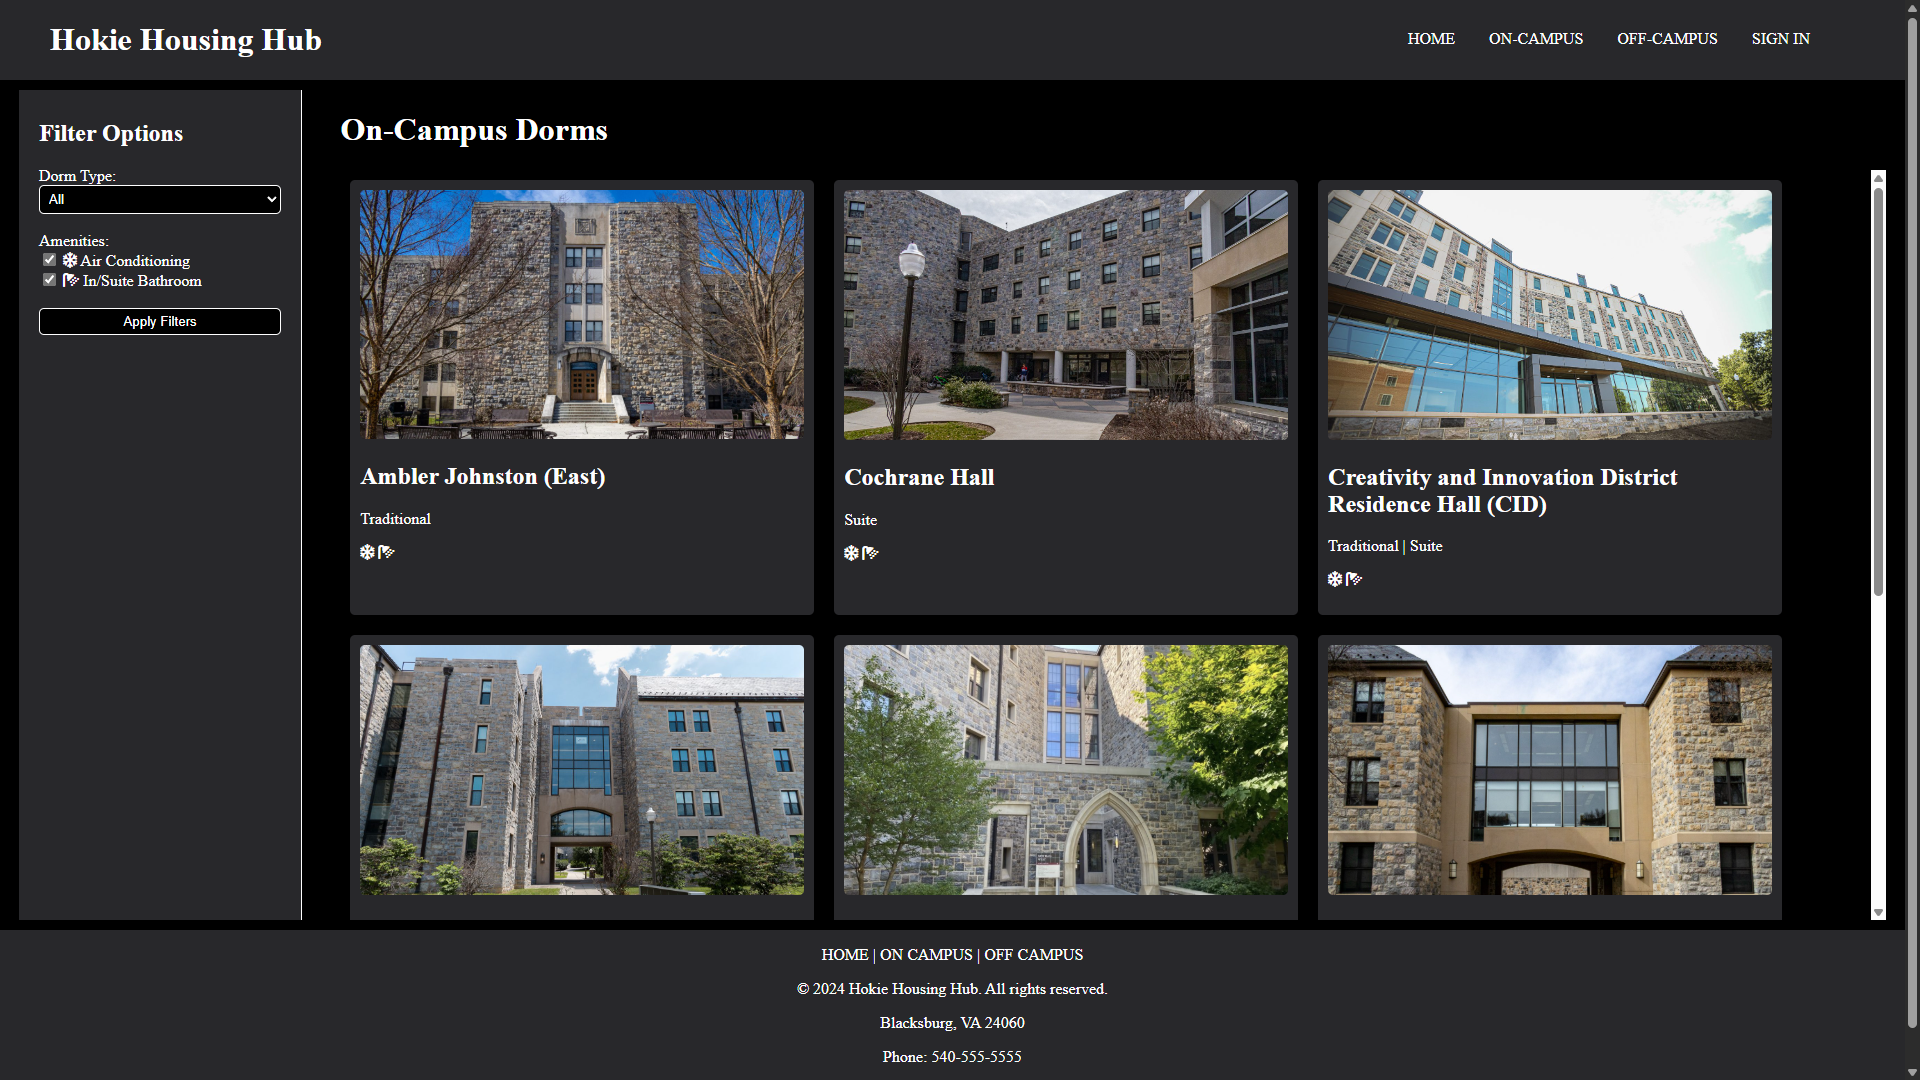 Hokie Housing Hub
HOME
ON-CAMPUS
OFF-CAMPUS
SIGN IN
Filter Options
Dorm Type:
All
Amenities:
Air Conditioning
In/Suite Bathroom
Apply Filters
On-Campus Dorms
Ambler Johnston (East)
Traditional
Cochrane Hall
Suite
Creativity and Innovation District
Residence Hall (CID)
Traditional | Suite
HOME | ON CAMPUS | OFF CAMPUS
© 2024 Hokie Housing Hub. All rights reserved.
Blacksburg, VA 24060
Phone: 540-555-5555